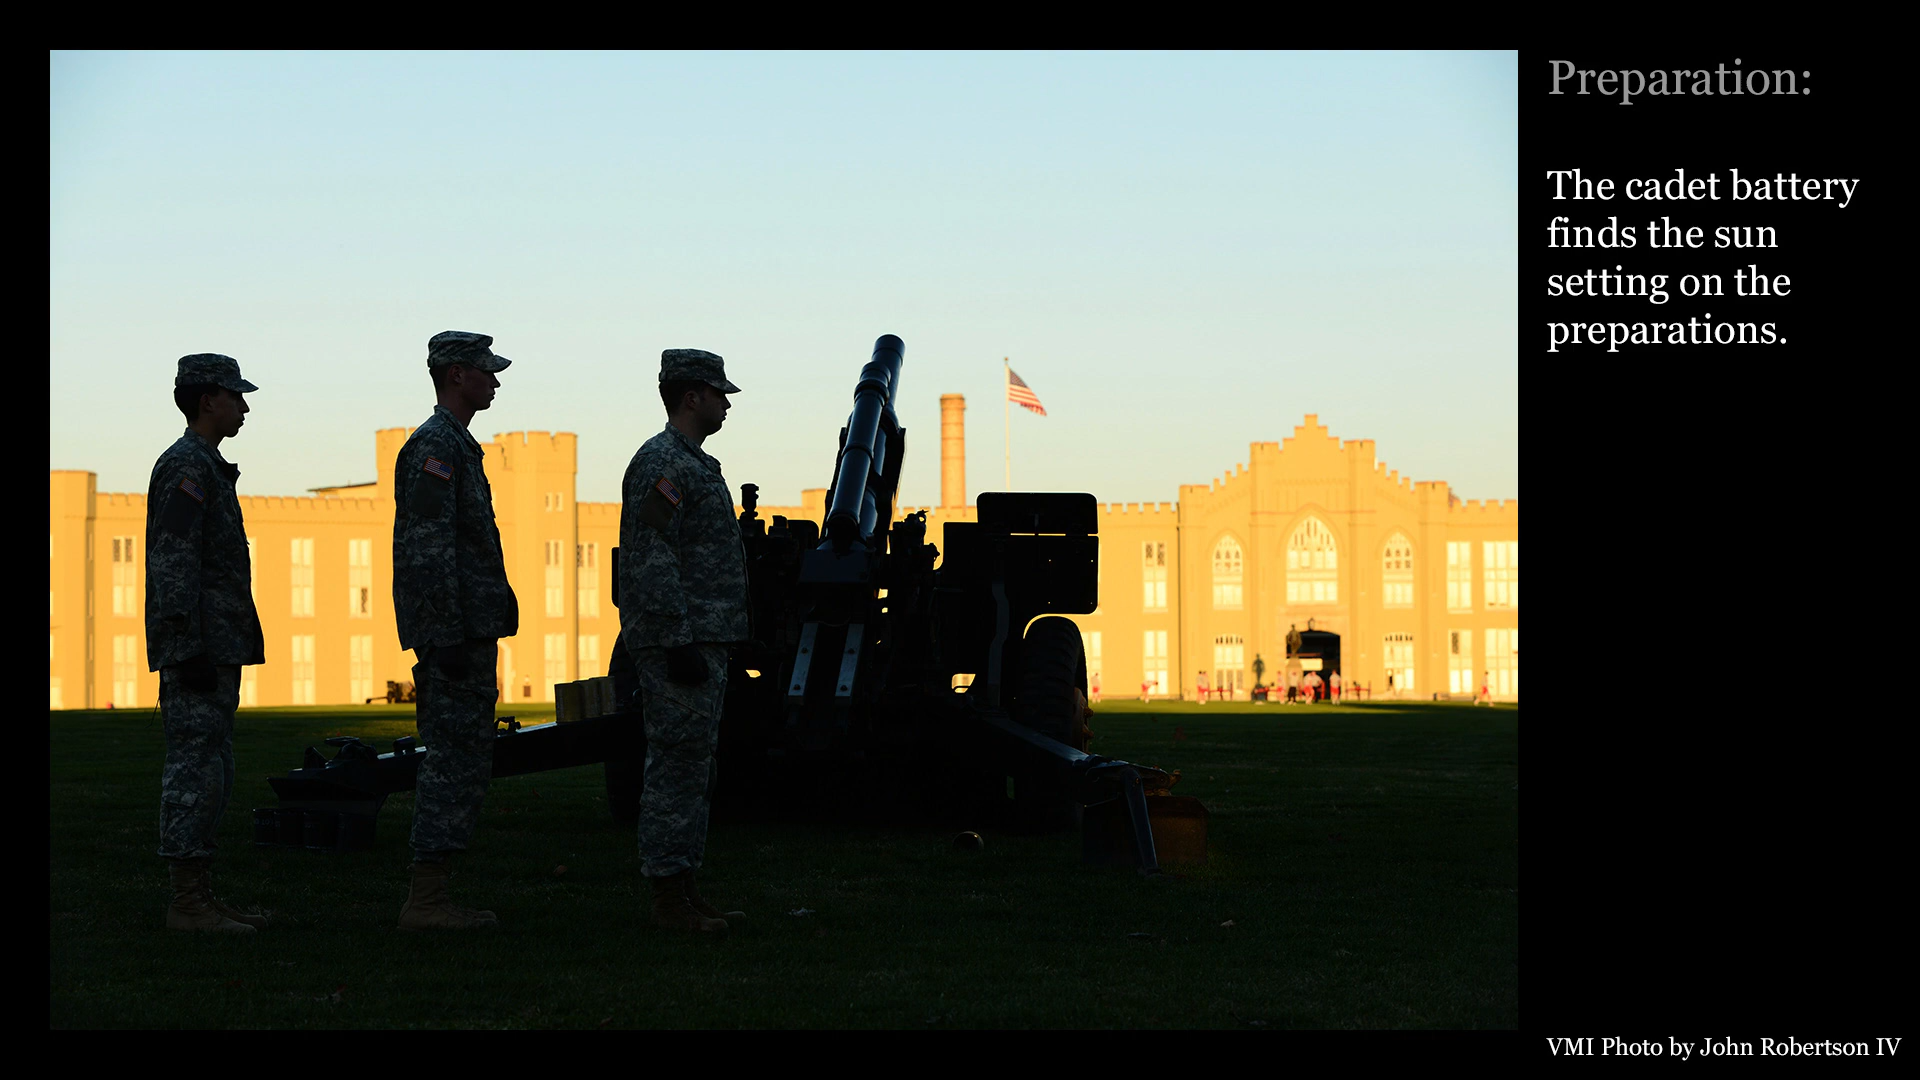 Preparation:
The cadet battery
finds the sun
setting on the
preparations.
VMI Photo by John Robertson IV